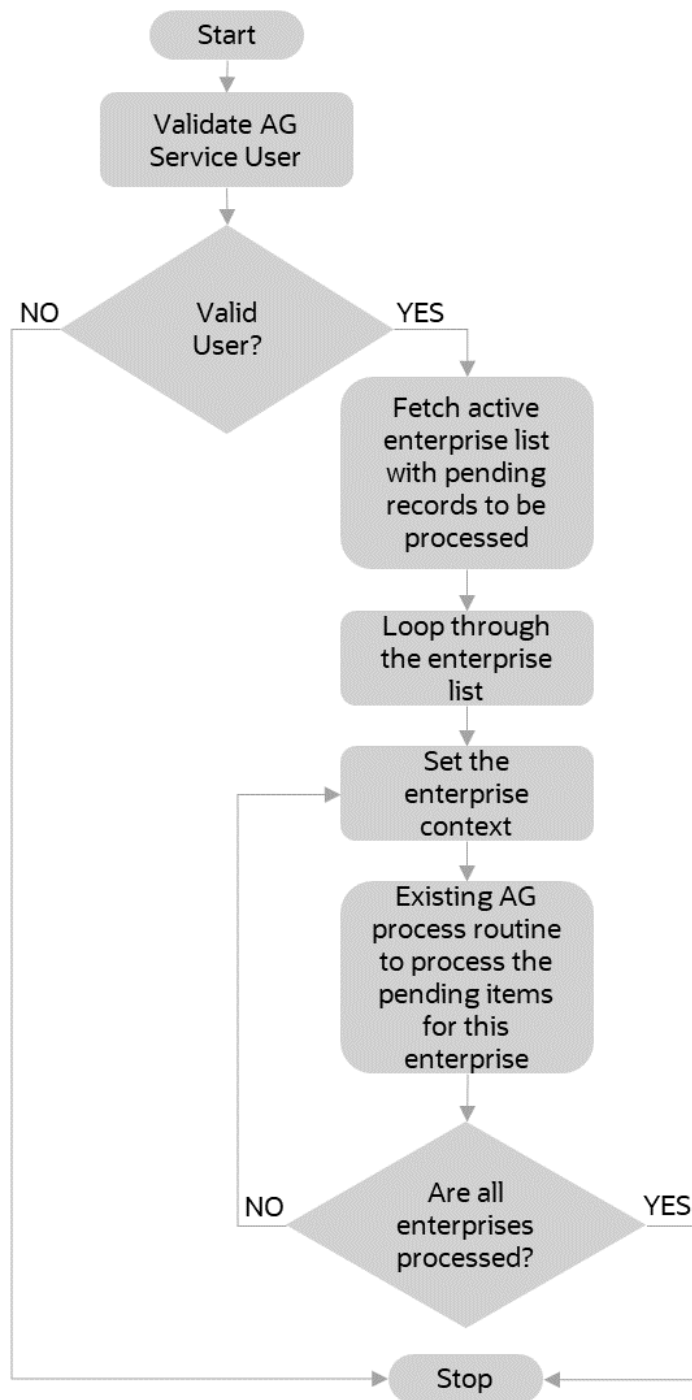 Start
Validate AG
Service User
Valid
User?
NO
YES
Fetch active
enterprise list
with pending
records to be
processed
Loop through
the enterprise
list
Set the
enterprise
context
Existing AG
process routine
to process the
pending items
for this
enterprise
Are all
enterprises
processed?
NO
YES
Stop